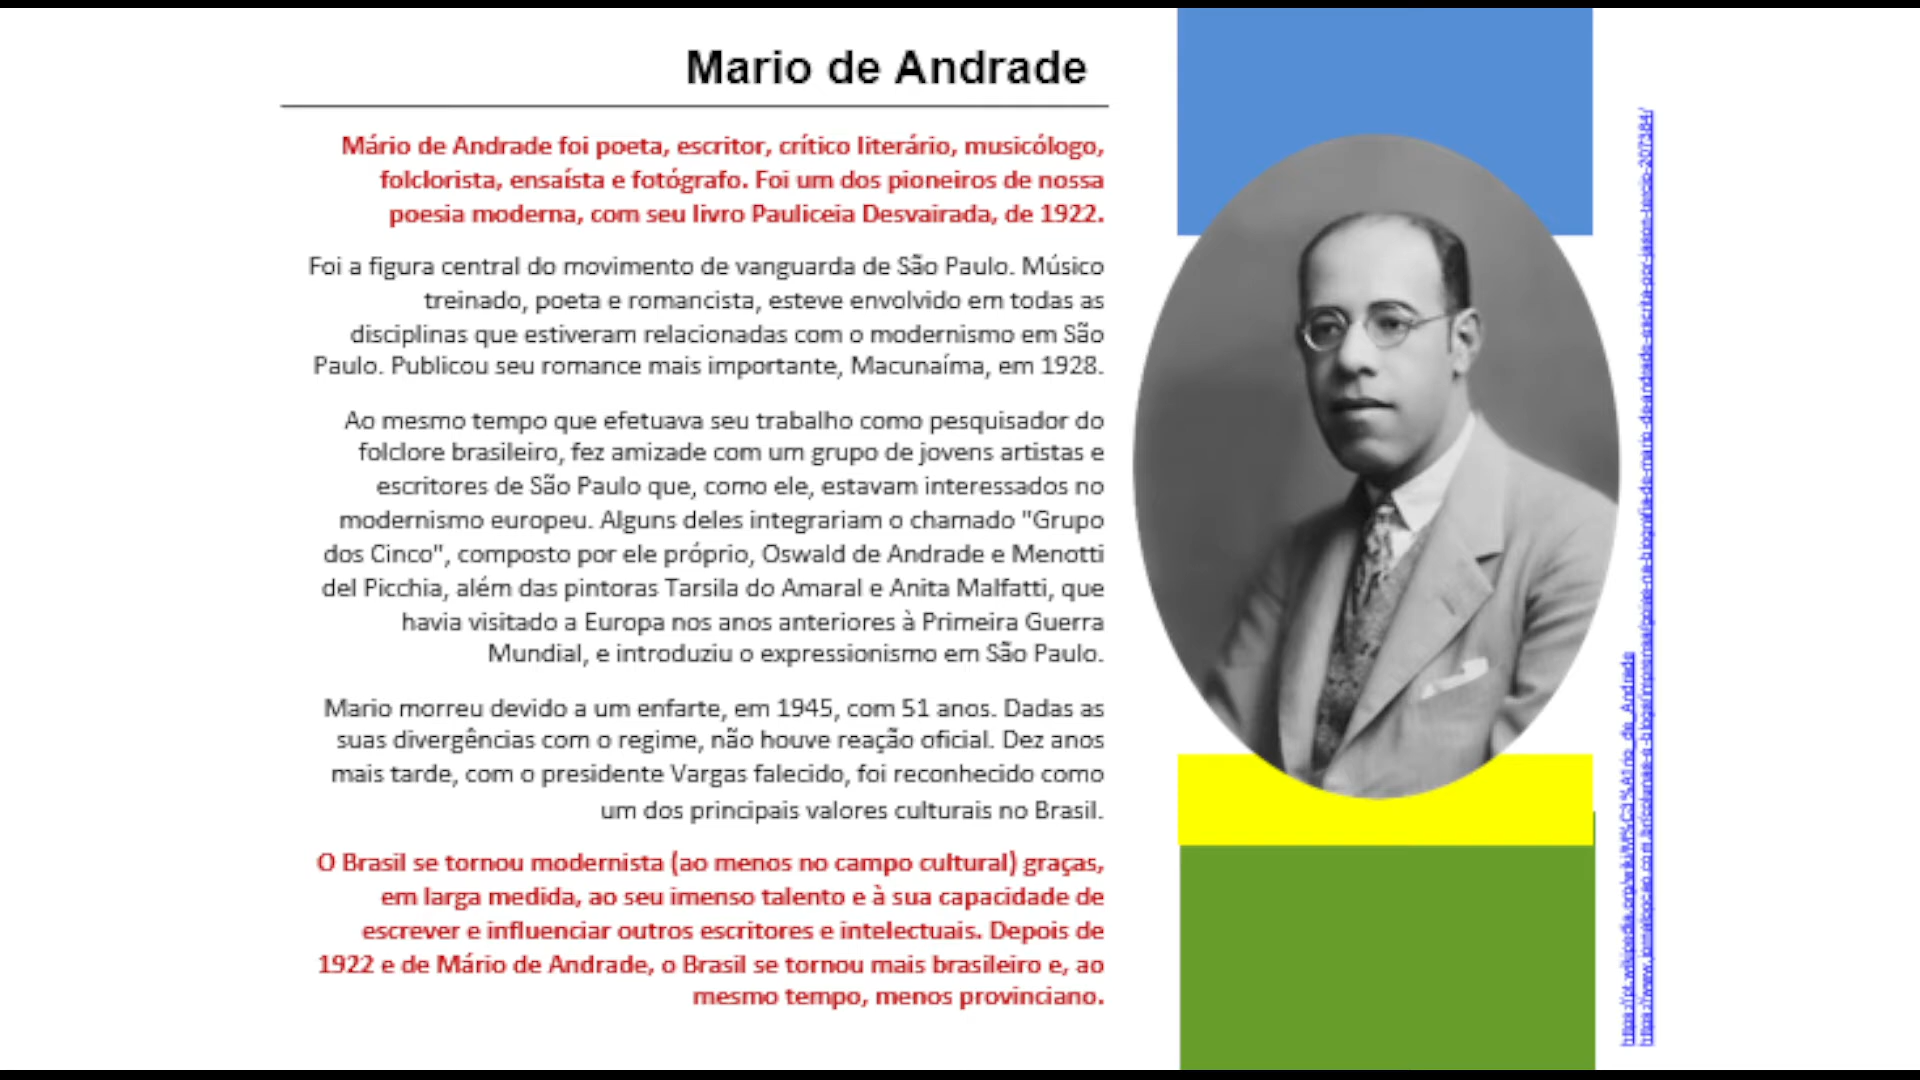 Mario de Andrade
Mário de Andrade foi poeta, escritor, crítico literário, musicólogo,
folclorista, ensaísta e fotógrafo. Foi um dos pioneiros de nossa
poesia moderna, com seu livro Pauliceia Desvairada, de 1922.
Foi a figura central do movimento de vanguarda de São Paulo. Músico
treinado, poeta e romancista, esteve envolvido em todas as
disciplinas que estiveram relacionadas com o modernismo em São
Paulo. Publicou seu romance mais importante, Macunaíma, em 1928.
Ao mesmo tempo que efetuava seu trabalho como pesquisador do
folclore brasileiro, fez amizade com um grupo de jovens artistas e
escritores de São Paulo que, como ele, estavam interessados no
modernismo europeu. Alguns deles integrariam o chamado "Grupo
dos Cinco", composto por ele próprio, Oswald de Andrade e Menotti
del Picchia, além das pintoras Tarsila do Amaral e Anita Malfatti, que
havia visitado a Europa nos anos anteriores à Primeira Guerra
Mundial, e introduziu o expressionismo em São Paulo.
Mario morreu devido a um enfarte, em 1945, com 51 anos. Dadas as
suas divergências com o regime, não houve reação oficial. Dez anos
mais tarde, com o presidente Vargas falecido, foi reconhecido como
um dos principais valores culturais no Brasil.
O Brasil se tornou modernista (ao menos no campo cultural) graças,
em larga medida, ao seu imenso talento e à sua capacidade de
escrever e influenciar outros escritores e intelectuais. Depois de
1922 e de Mário de Andrade, o Brasil se tornou mais brasileiro e, ao
mesmo tempo, menos provinciano.
https://pt.wikipedia.org/wiki/M%C3%A1rio_de_Andrade